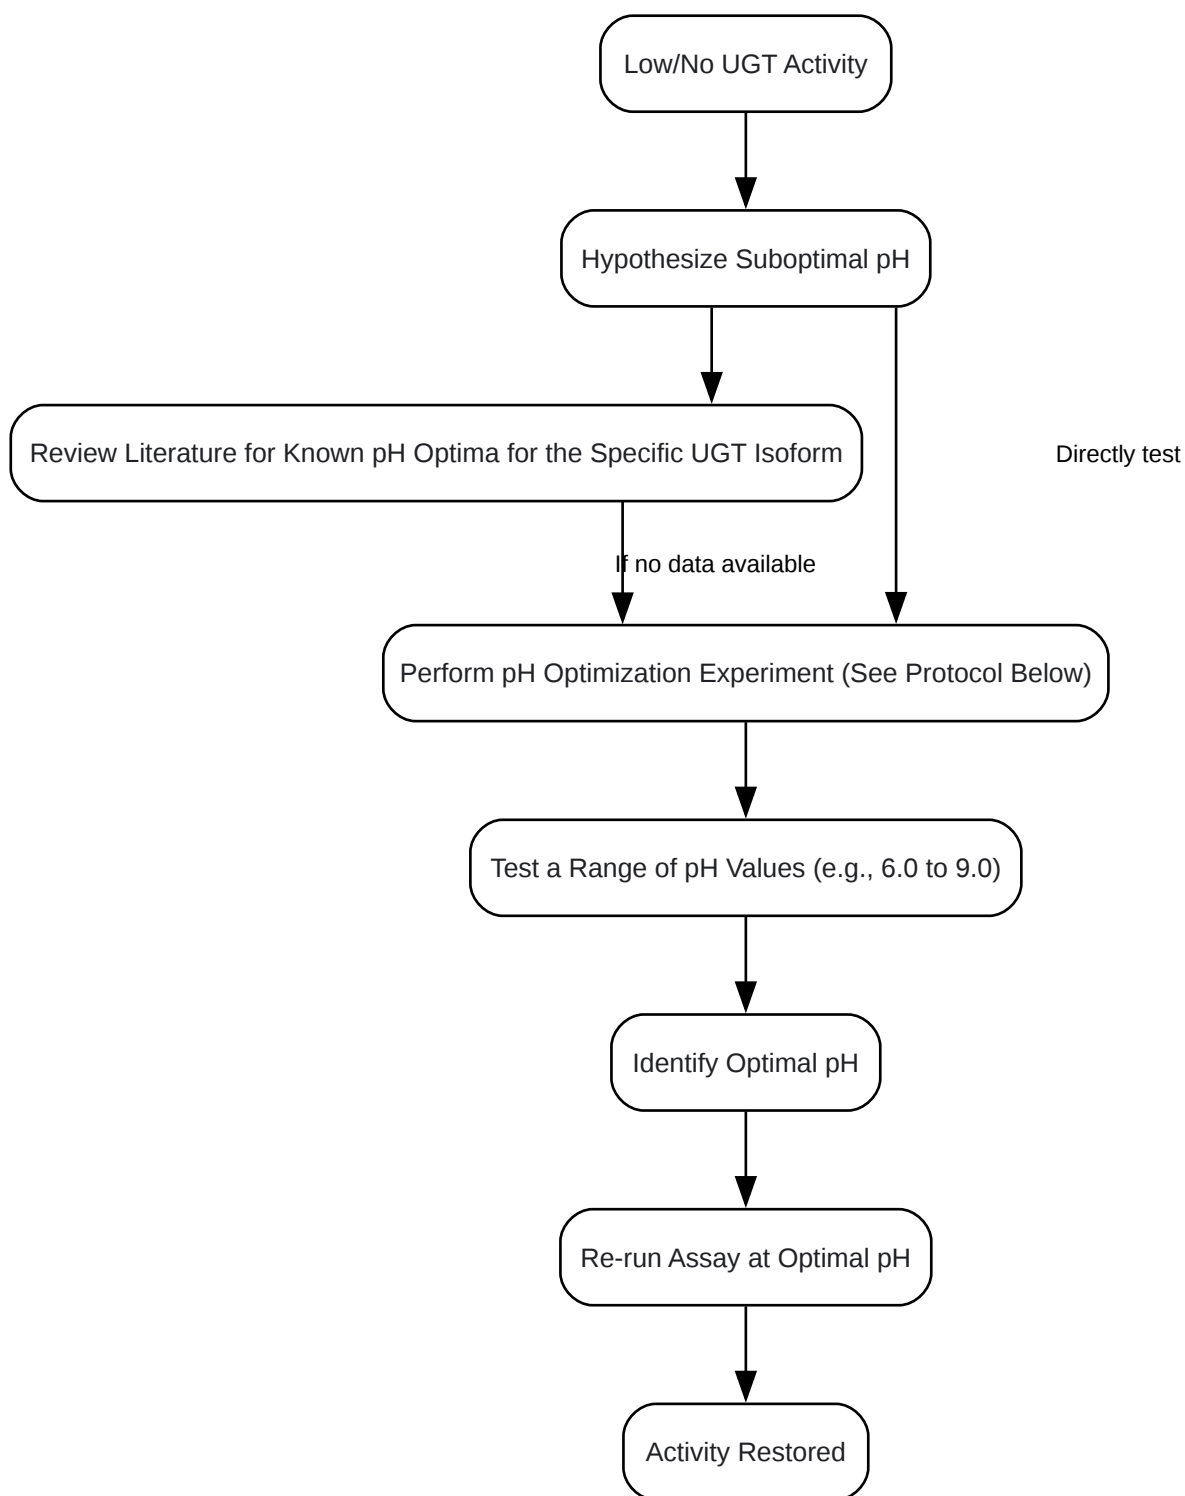 Low/No UGT Activity
Hypothesize Suboptimal pH
Review Literature for Known pH Optima for the Specific UGT Isoform
Directly test
If no data available
Perform pH Optimization Experiment (See Protocol Below)
Test a Range of pH Values (e.g., 6.0 to 9.0)
Identify Optimal pH
Re-run Assay at Optimal pH
Activity Restored